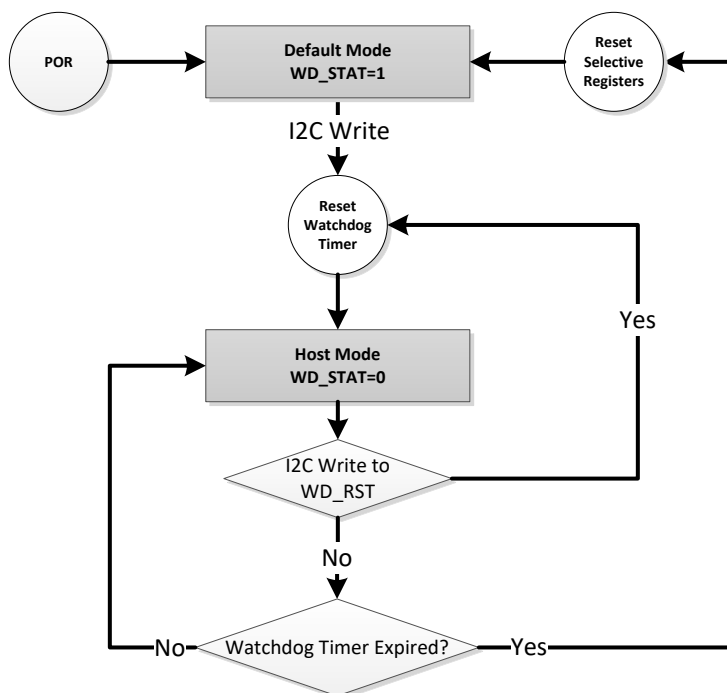 POR
Default Mode
WD_STAT=1
Reset
Selective
Registers
I2C Write
Reset
Watchdog
Timer
Yes
Host Mode
WD_STAT=0
I2C Write to
WD_RST
No
No
Watchdog Timer Expired?
Yes